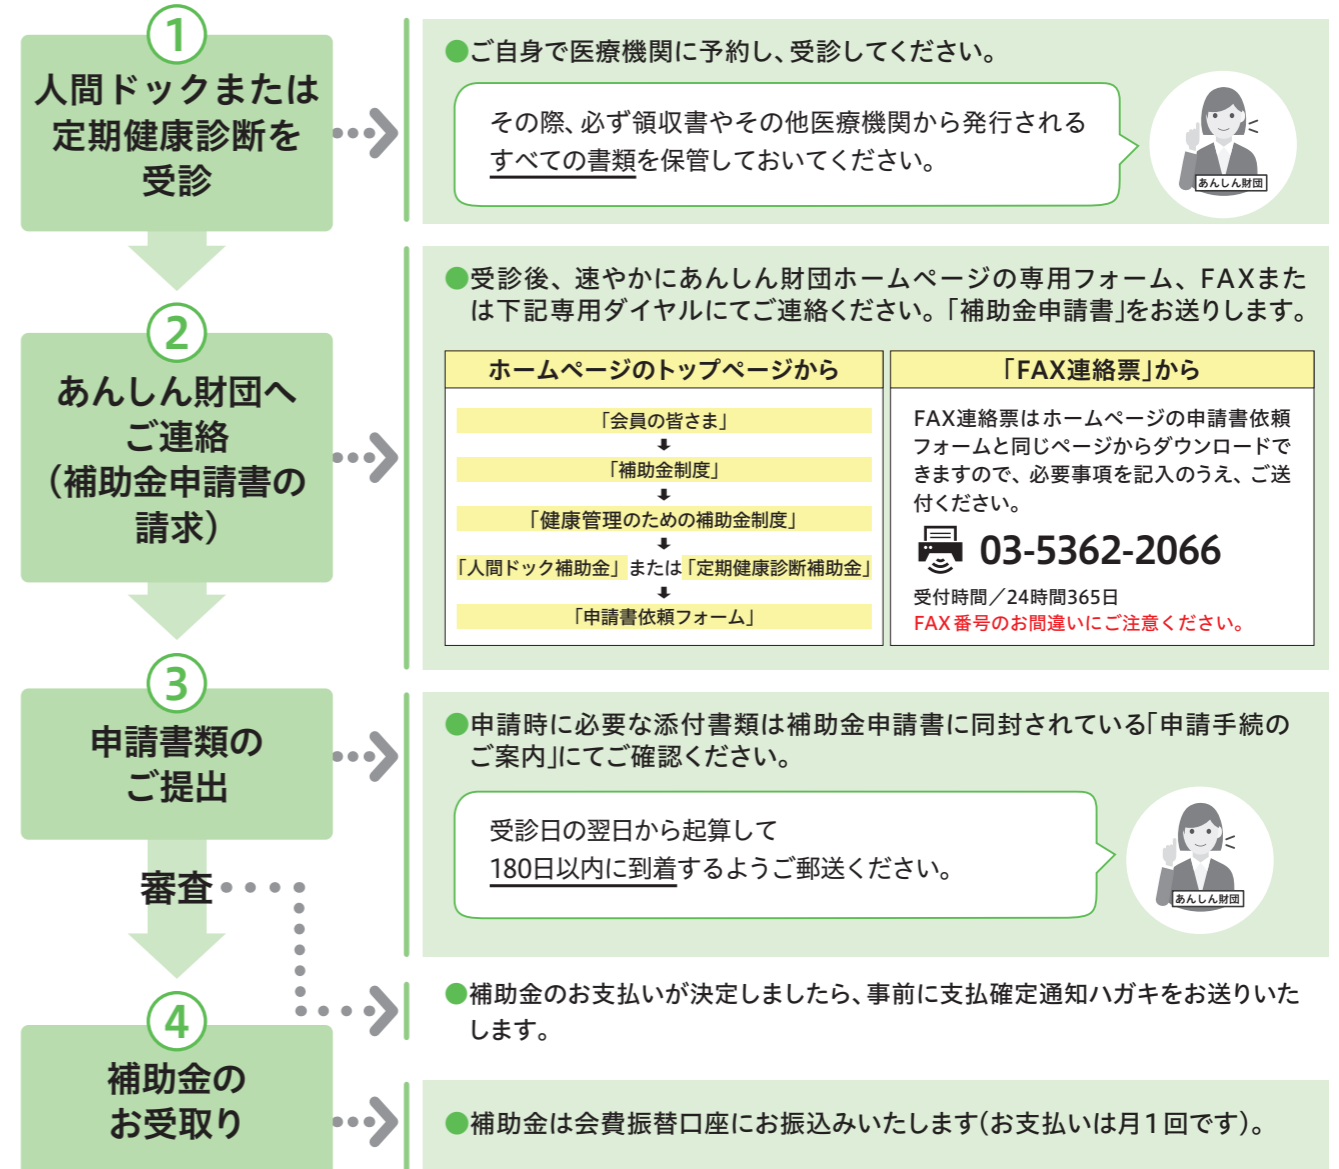 1
人間ドックまたは
定期健康診断を
受診
●ご自身で医療機関に予約し、受診してください。
その際、必ず領収書やその他医療機関から発行される
すべての書類を保管しておいてください。
あんしん財団
2
あんしん財団へ
ご連絡
（補助金申請書の
請求）
●受診後、速やかにあんしん財団ホームページの専用フォーム、FAXまた
は下記専用ダイヤルにてご連絡ください。「補助金申請書」をお送りします。
ホームページのトップページから
「会員の皆さま」
「補助金制度」
「健康管理のための補助金制度」
「人間ドック補助金」または「定期健康診断補助金」
「申請書依頼フォーム」
「FAX連絡票」から
FAX連絡票はホームページの申請書依頼
フォームと同じページからダウンロードで
きますので、必要事項を記入のうえ、ご送
付ください。
03-5362-2066
受付時間／24時間365日
FAX番号のお間違いにご注意ください。
3
申請書類の
ご提出
●申請時に必要な添付書類は補助金申請書に同封されている「申請手続の
ご案内」にてご確認ください。
受診日の翌日から起算して
180日以内に到着するようご郵送ください。
あんしん財団
審査
●補助金のお支払いが決定しましたら、事前に支払確定通知ハガキをお送りいた
します。
4
補助金の
お受取り
●補助金は会費振替口座にお振込みいたします（お支払いは月1回です）。